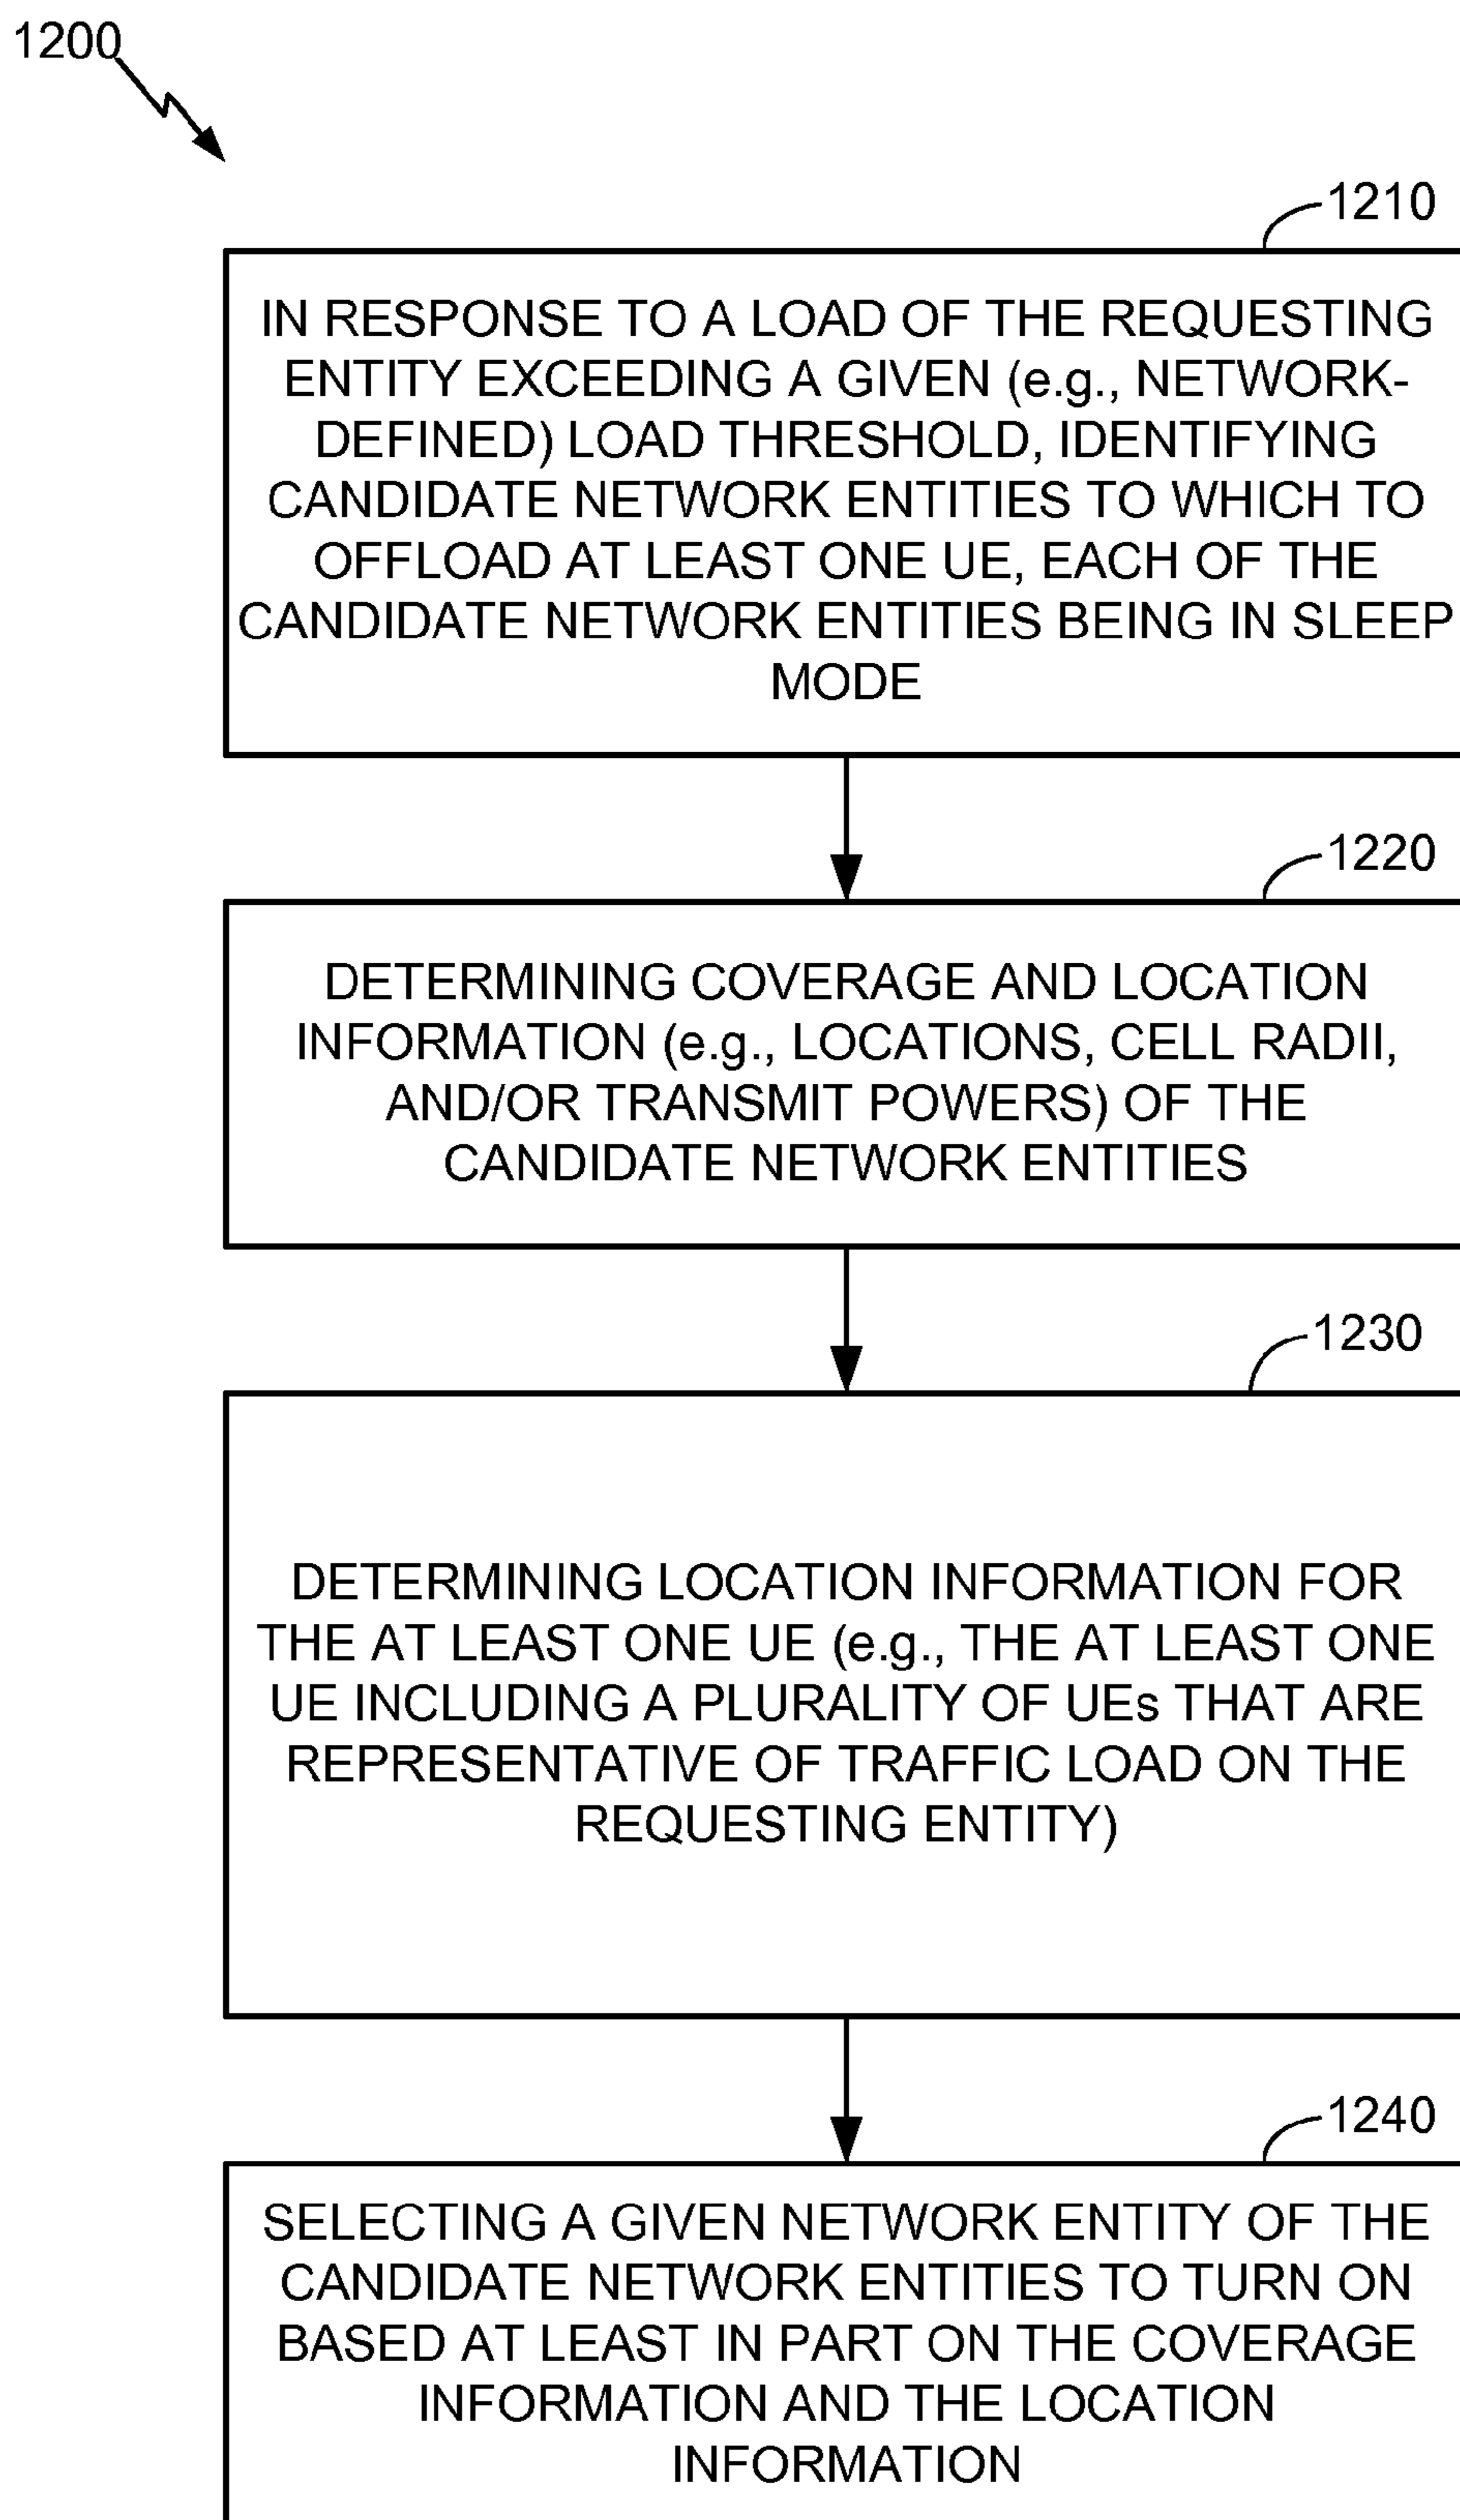 1200
1210
IN RESPONSE TO A LOAD OF THE REQUESTING
ENTITY EXCEEDING A GIVEN (e.g., NETWORK-
DEFINED) LOAD THRESHOLD, IDENTIFYING
CANDIDATE NETWORK ENTITIES TO WHICH TO
OFFLOAD AT LEAST ONE UE, EACH OF THE
CANDIDATE NETWORK ENTITIES BEING IN SLEEP
MODE
1220
DETERMINING COVERAGE AND LOCATION
INFORMATION (e.g., LOCATIONS, CELL RADII,
AND/OR TRANSMIT POWERS) OF THE
CANDIDATE NETWORK ENTITIES
1230
DETERMINING LOCATION INFORMATION FOR
THE AT LEAST ONE UE (e.g., THE AT LEAST ONE
UE INCLUDING A PLURALITY OF UEs THAT ARE
REPRESENTATIVE OF TRAFFIC LOAD ON THE
REQUESTING ENTITY)
1240
SELECTING A GIVEN NETWORK ENTITY OF THE
CANDIDATE NETWORK ENTITIES TO TURN ON
BASED AT LEAST IN PART ON THE COVERAGE
INFORMATION AND THE LOCATION
INFORMATION